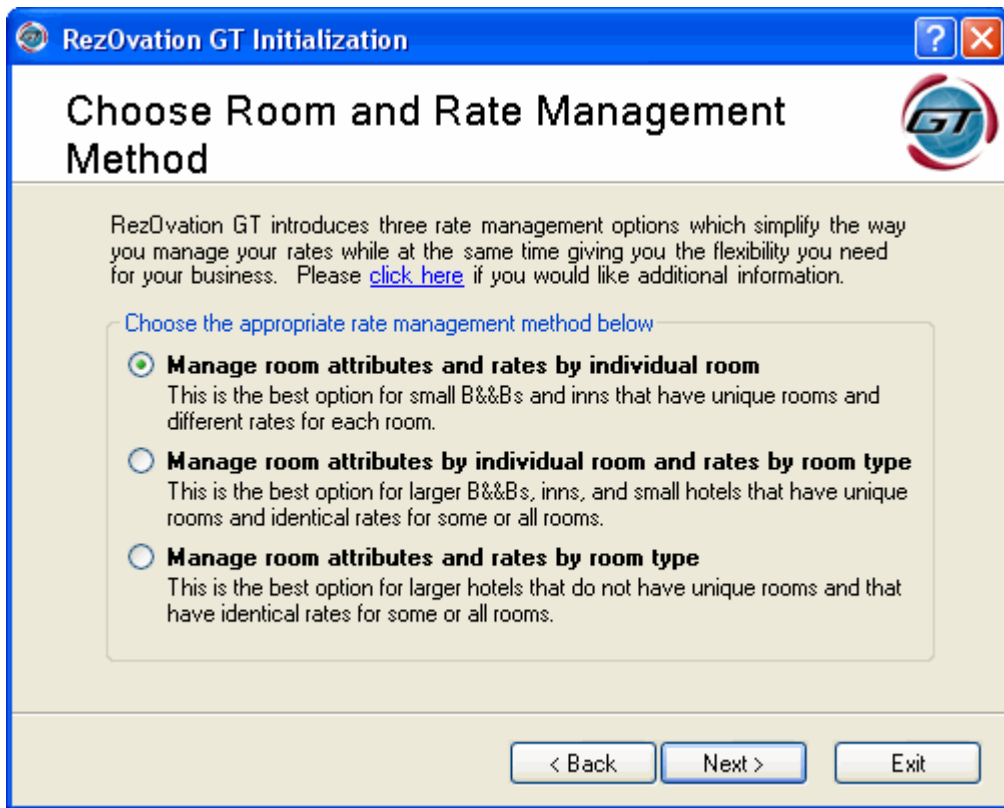 RezOvation GT Initialization
?
Choose Room and Rate Management
Method
GT
RezOvation GT introduces three rate management options which simplify the way
you manage your rates while at the same time giving you the flexibility you need
for your business.  Please click here if you would like additional information.
Choose the appropriate rate management method below
Manage room attributes and rates by individual room
This is the best option for small B&&Bs and inns that have unique rooms and
different rates for each room.
Manage room attributes by individual room and rates by room type
This is the best option for larger B&&Bs, inns, and small hotels that have unique
rooms and identical rates for some or all rooms.
Manage room attributes and rates by room type
This is the best option for larger hotels that do not have unique rooms and that
have identical rates for some or all rooms.
< Back
Next >
Exit